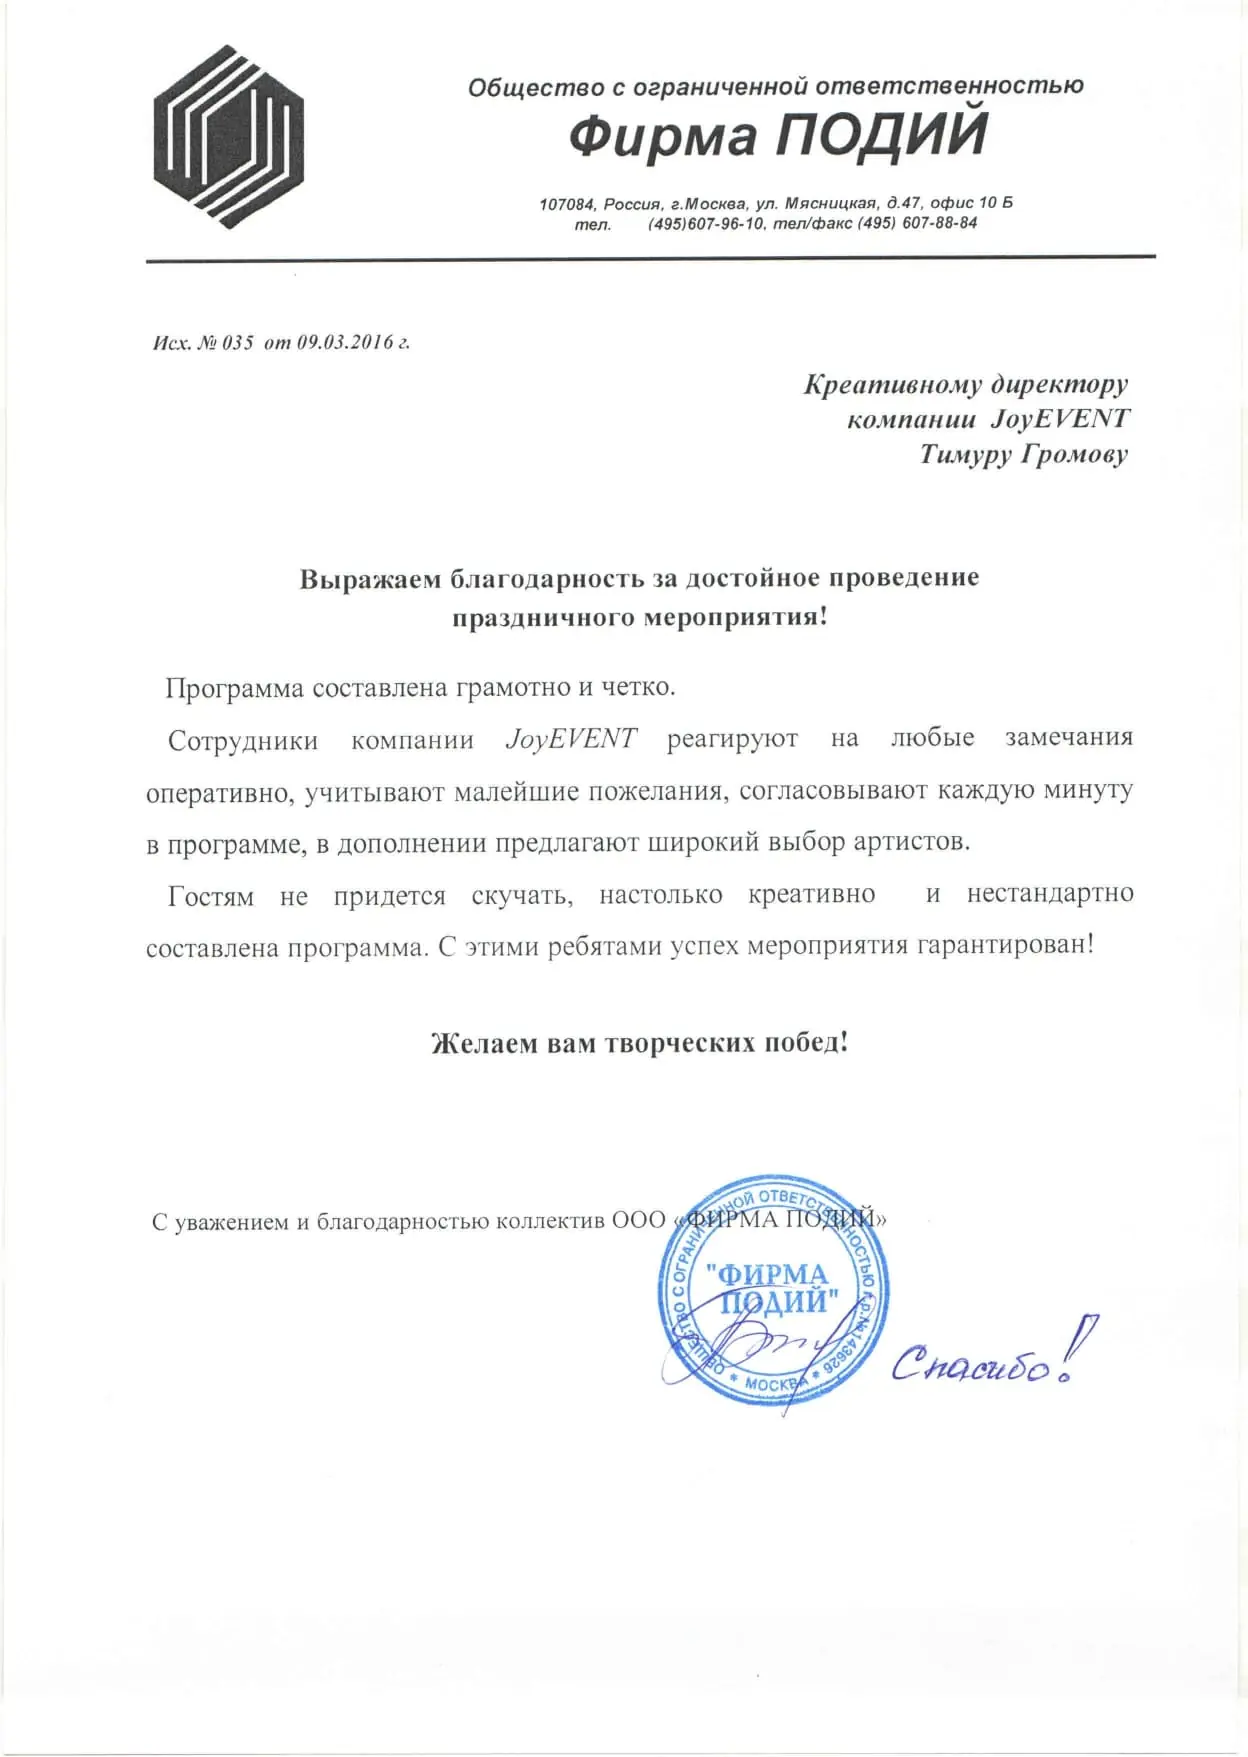 Общество с ограниченной ответственностью
Фирма ПОДИЙ
107084, Россия, г.Москва, ул. Мясницкая, д.47, офис 10 Б
тел. (495)607-96-10, тел/факс (495) 607-88-84
Исх. № 035 от 09.03.2016 г.
Креативному директору
компании JoyEVENT
Тимуру Громову
Выражаем благодарность за достойное проведение
праздничного мероприятия!
Программа составлена грамотно и четко.
Сотрудники компании JoyEVENT реагируют на любые замечания
оперативно, учитывают малейшие пожелания, согласовывают каждую минуту
в программе, в дополнении предлагают широкий выбор артистов.
Гостям не придется скучать, настолько креативно и нестандартно
составлена программа. С этими ребятами успех мероприятия гарантирован!
Желаем вам творческих побед!
С уважением и благодарностью коллектив ООО «ФИРМА ПОДИЙ»
ОБЩЕСТВО С ОГРАНИЧЕННОЙ ОТВЕТСТВЕННОСТЬЮ г.р.№143626
"ФИРМА
ПОДИЙ"
* МОСКВА *
Спасибо!